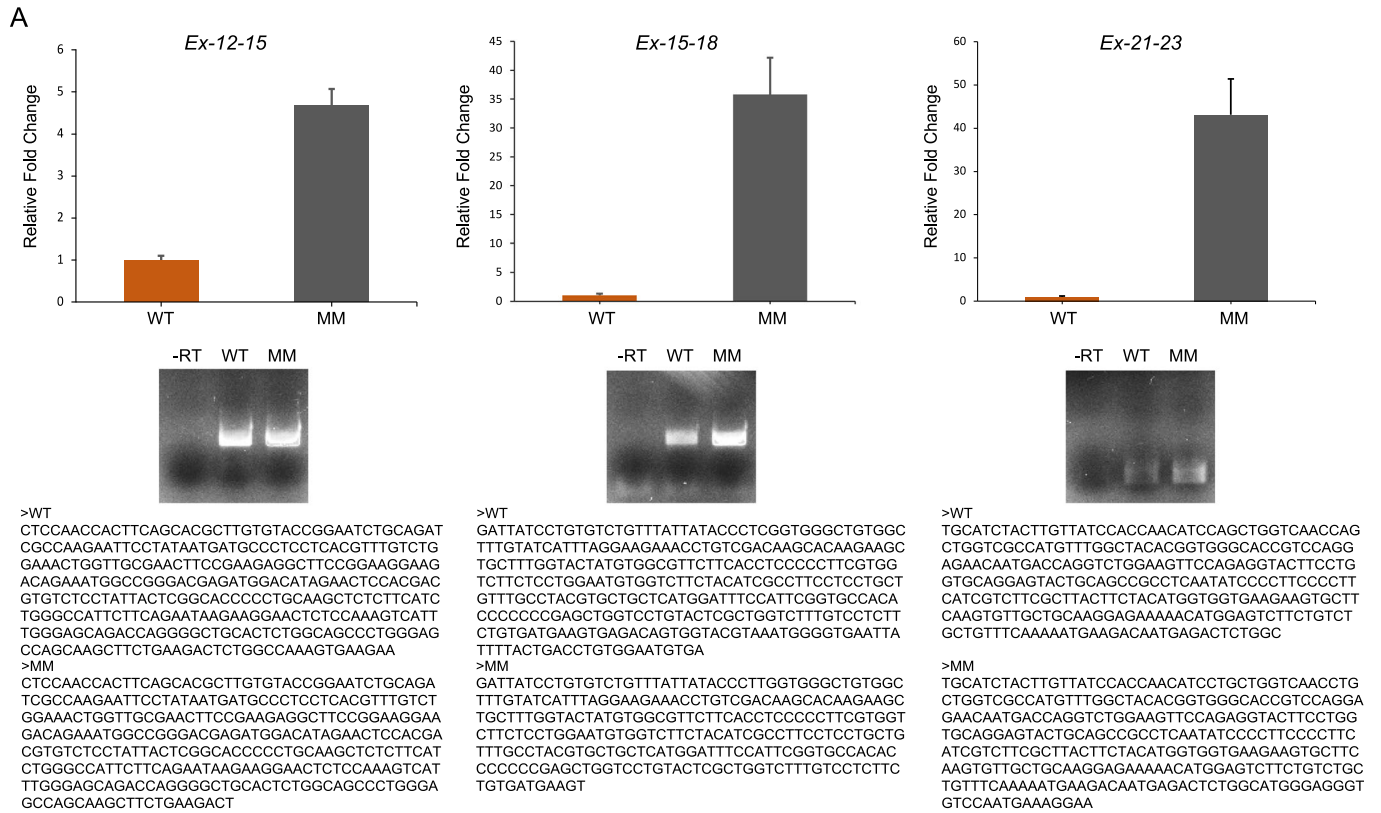 A
Ex-12-15
Relative Fold Change
6
5
4
3
2
1
0
WT MM
Ex-15-18
Relative Fold Change
45
40
35
30
25
20
15
10
5
0
WT MM
Ex-21-23
Relative Fold Change
60
50
40
30
20
10
0
WT MM
-RT WT MM
-RT WT MM
-RT WT MM
>WT
CTCCAACCACTTCAGCACGCTTGTGTACCGGAATCTGCAGAT
CGCCAAGAATTCCTATAATGATGCCCTCCTCACGTTTGTCTG
GAAACTGGTTGCGAACTTCCGAAGAGGCTTCCGGAAGGAAG
ACAGAAATGGCCGGGACGAGATGGACATAGAACTCCACGAC
GTGTCTCCTATTACTCGGCACCCCCTGCAAGCTCTCTTCATC
TGGGCCATTCTTCAGAATAAGAAGGAACTCTCCAAAGTCATT
TGGGAGCAGACCAGGGGCTGCACTCTGGCAGCCCTGGGAG
CCAGCAAGCTTCTGAAGACTCTGGCCAAAGTGAAGAA
>MM
CTCCAACCACTTCAGCACGCTTGTGTACCGGAATCTGCAGA
TCGCCAAGAATTCCTATAATGATGCCCTCCTCACGTTTGTCT
GGAAACTGGTTGCGAACTTCCGAAGAGGCTTCCGGAAGGAA
GACAGAAATGGCCGGGACGAGATGGACATAGAACTCCACGA
CGTGTCTCCTATTACTCGGCACCCCCTGCAAGCTCTCTTCAT
CTGGGCCATTCTTCAGAATAAGAAGGAACTCTCCAAAGTCAT
TTGGGAGCAGACCAGGGGCTGCACTCTGGCAGCCCTGGGA
GCCAGCAAGCTTCTGAAGACT
>WT
GATTATCCTGTGTCTGTTTATTATACCCTCGGTGGGCTGTGGC
TTTGTATCATTTAGGAAGAAACCTGTCGACAAGCACAAGAAGC
TGCTTTGGTACTATGTGGCGTTCTTCACCTCCCCCTTCGTGG
TCTTCTCCTGGAATGTGGTCTTCTACATCGCCTTCCTCCTGCT
GTTTGCCTACGTGCTGCTCATGGATTTCCATTCGGTGCCACA
CCCCCCCGAGCTGGTCCTGTACTCGCTGGTCTTTGTCCTCTT
CTGTGATGAAGTGAGACAGTGGTACGTAAATGGGGTGAATTA
TTTTACTGACCTGTGGAATGTGA
>MM
GATTATCCTGTGTCTGTTTATTATACCCTTGGTGGGCTGTGGC
TTTGTATCATTTAGGAAGAAACCTGTCGACAAGCACAAGAAGC
TGCTTTGGTACTATGTGGCGTTCTTCACCTCCCCCTTCGTGGT
CTTCTCCTGGAATGTGGTCTTCTACATCGCCTTCCTCCTGCTG
TTTGCCTACGTGCTGCTCATGGATTTCCATTCGGTGCCACAC
CCCCCCGAGCTGGTCCTGTACTCGCTGGTCTTTGTCCTCTTC
TGTGATGAAGT
>WT
TGCATCTACTTGTTATCCACCAACATCCAGCTGGTCAACCAG
CTGGTCGCCATGTTTGGCTACACGGTGGGCACCGTCCAGG
AGAACAATGACCAGGTCTGGAAGTTCCAGAGGTACTTCCTG
GTGCAGGAGTACTGCAGCCGCCTCAATATCCCCTTCCCCTT
CATCGTCTTCGCTTACTTCTACATGGTGGTGAAGAAGTGCTT
CAAGTGTTGCTGCAAGGAGAAAAACATGGAGTCTTCTGTCT
GCTGTTTCAAAAATGAAGACAATGAGACTCTGGC
>MM
TGCATCTACTTGTTATCCACCAACATCCTGCTGGTCAACCTG
CTGGTCGCCATGTTTGGCTACACGGTGGGCACCGTCCAGGA
GAACAATGACCAGGTCTGGAAGTTCCAGAGGTACTTCCTGG
TGCAGGAGTACTGCAGCCGCCTCAATATCCCCTTCCCCTTC
ATCGTCTTCGCTTACTTCTACATGGTGGTGAAGAAGTGCTTC
AAGTGTTGCTGCAAGGAGAAAAACATGGAGTCTTCTGTCTGC
TGTTTCAAAAATGAAGACAATGAGACTCTGGCATGGGAGGGT
GTCCAATGAAAGGAA